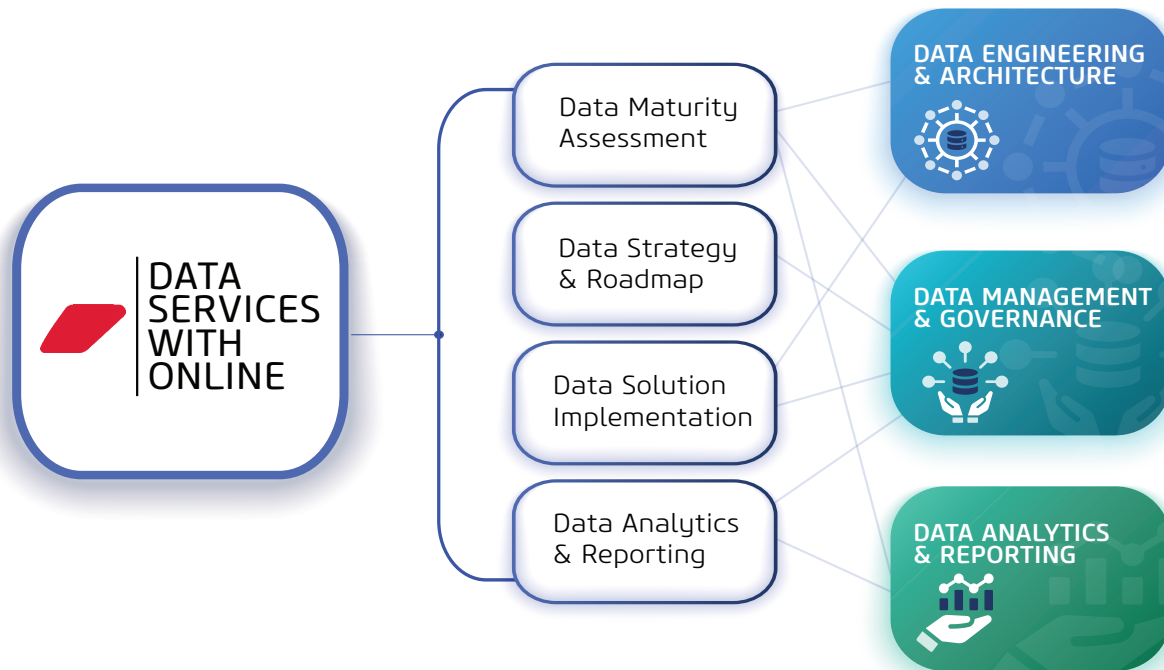 DATA
SERVICES
WITH
ONLINE
Data Maturity
Assessment
Data Strategy
& Roadmap
Data Solution
Implementation
Data Analytics
& Reporting
DATA ENGINEERING
& ARCHITECTURE
DATA MANAGEMENT
& GOVERNANCE
DATA ANALYTICS
& REPORTING